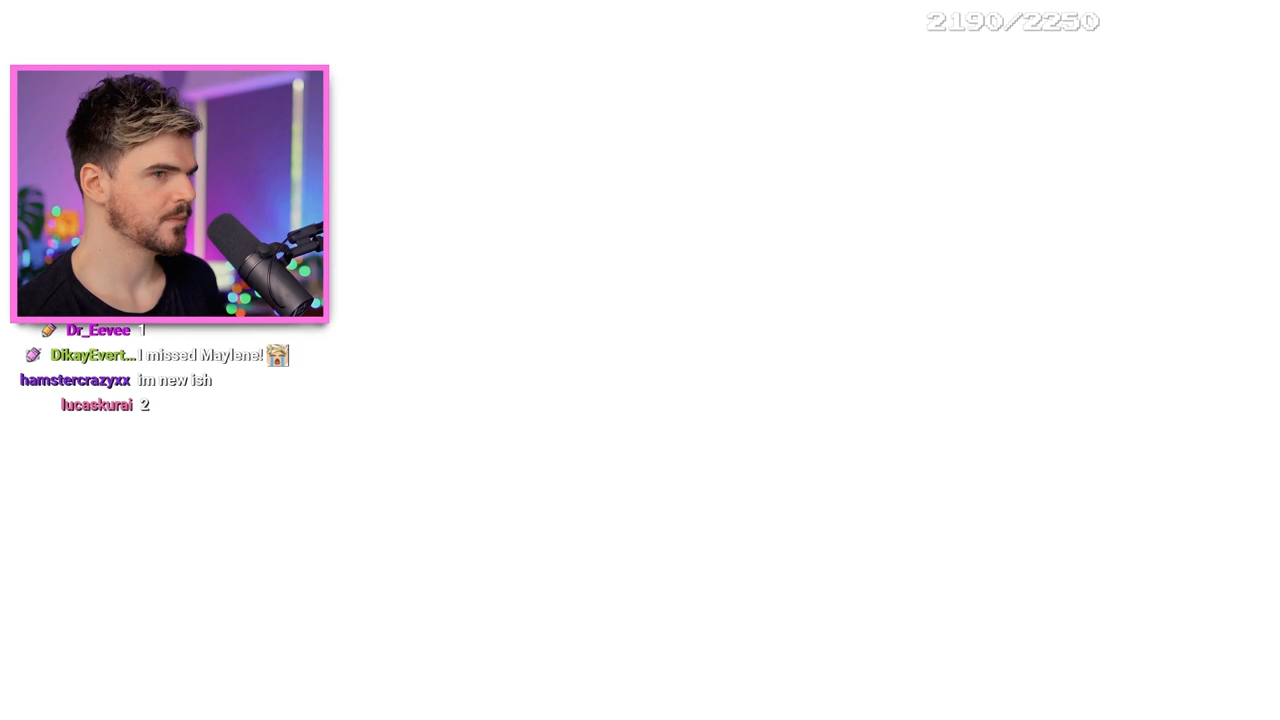 2190/2250
Dr_Eevee 1
DikayEvert... I missed Maylene!
hamstercrazyxx im new ish
lucaskurai 2